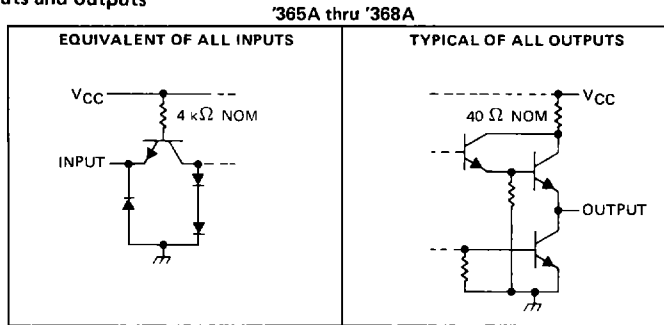 uts and outputs
'365A thru '368A
EQUIVALENT OF ALL INPUTS
VCC
4 kΩ NOM
INPUT
TYPICAL OF ALL OUTPUTS
VCC
40 Ω NOM
OUTPUT